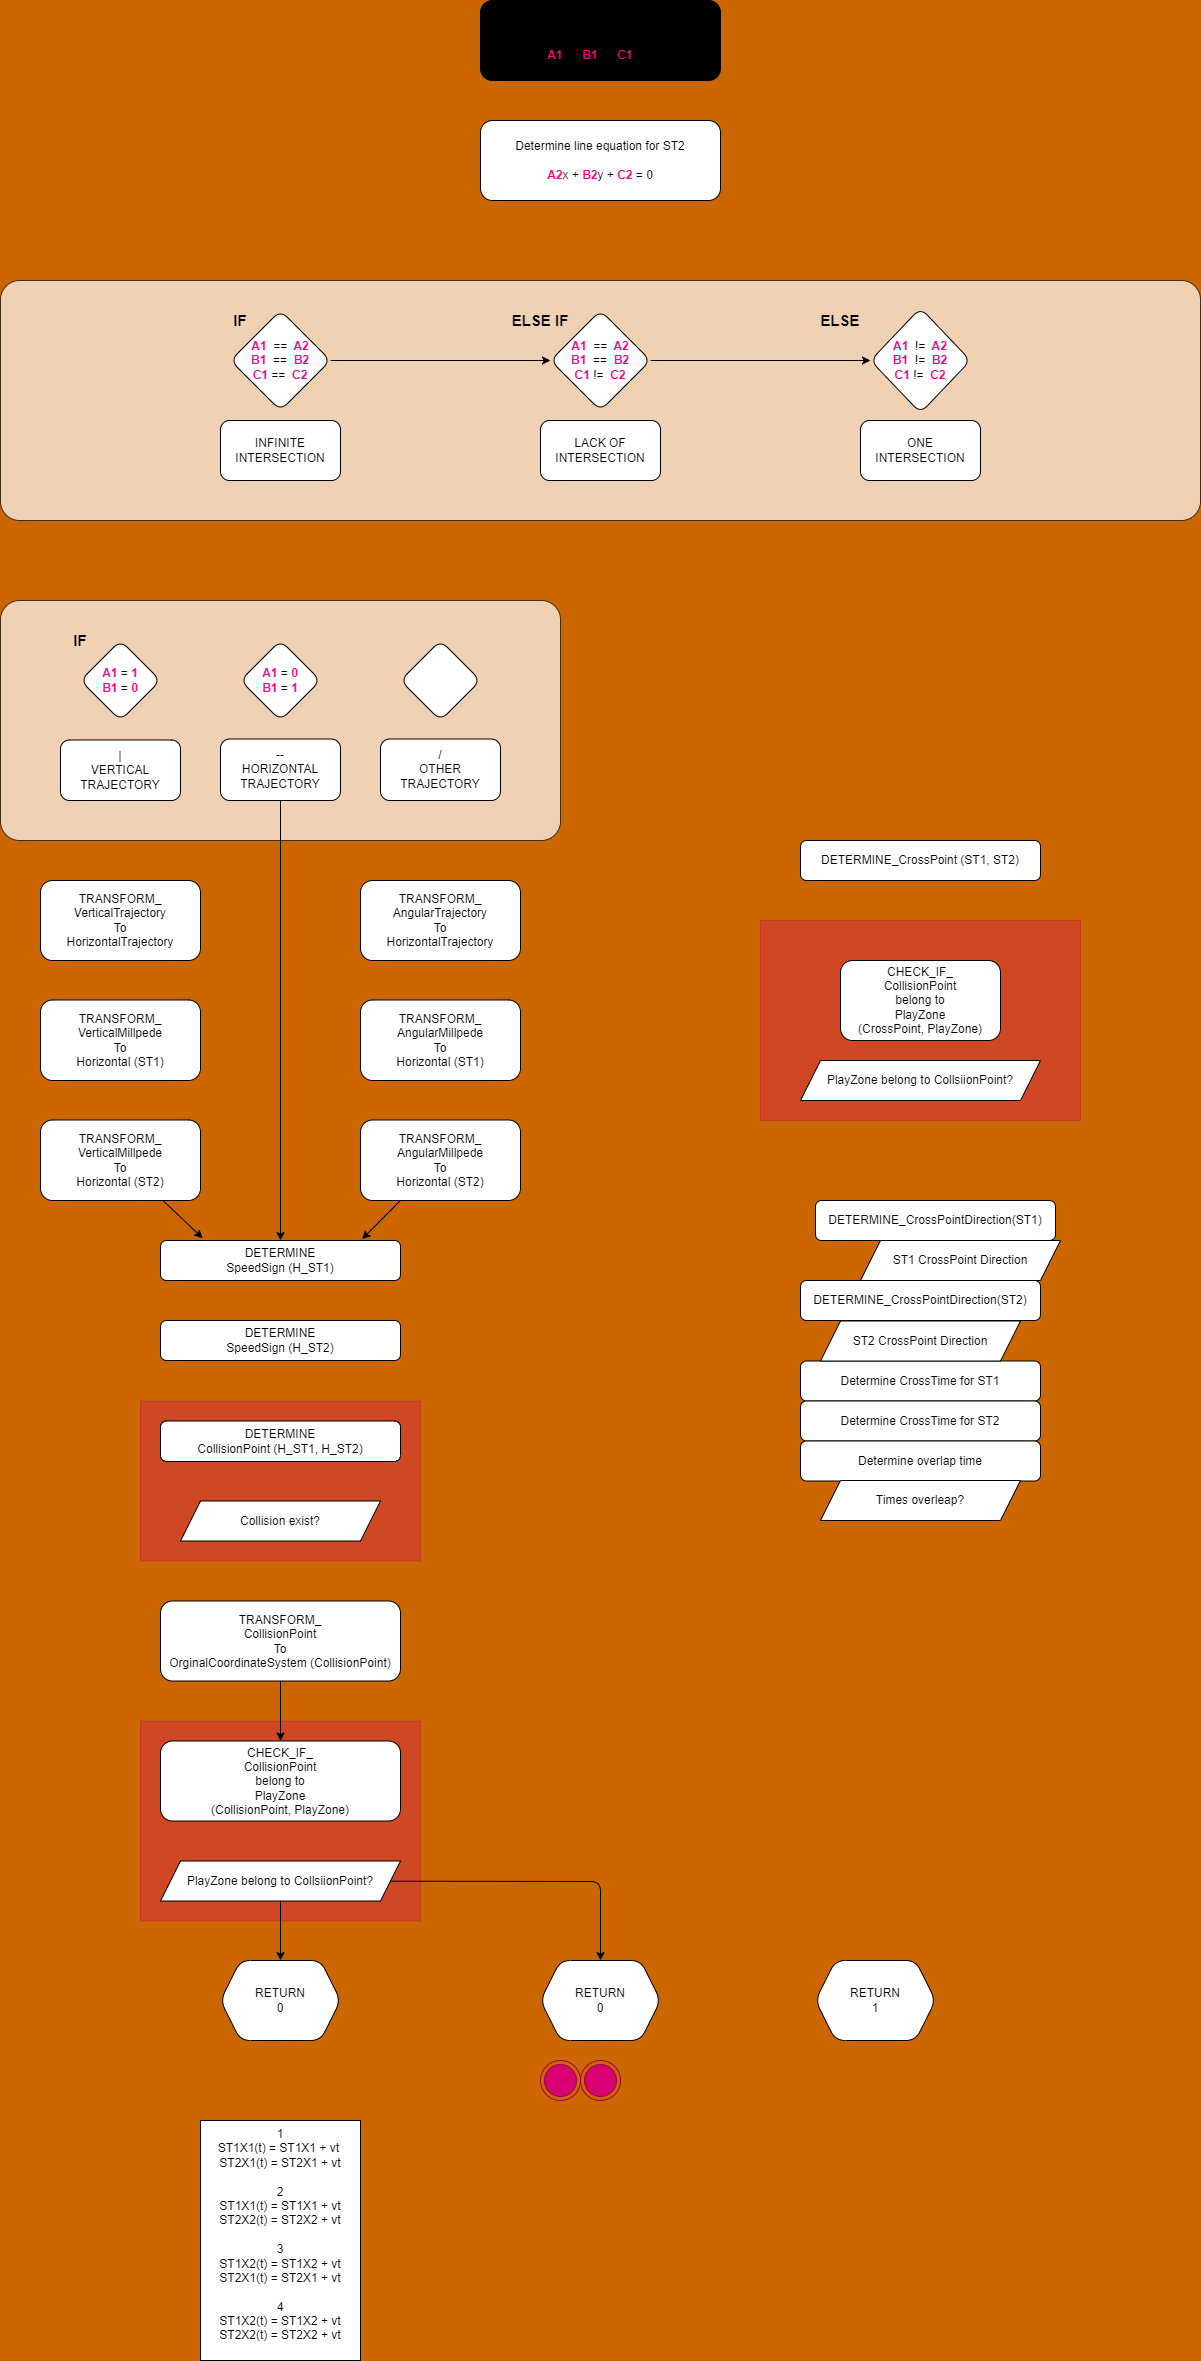 A1 B1 C1
Determine line equation for ST2
A2x + B2y + C2 = 0
IF
A1 == A2
B1 == B2
C1 == C2
INFINITE
INTERSECTION
ELSE IF
A1 == A2
B1 == B2
C1 != C2
LACK OF
INTERSECTION
ELSE
A1 != A2
B1 != B2
C1 != C2
ONE
INTERSECTION
IF
A1 = 1
B1 = 0
|
VERTICAL
TRAJECTORY
A1 = 0
B1 = 1
--
HORIZONTAL
TRAJECTORY
/
OTHER
TRAJECTORY
TRANSFORM_
VerticalTrajectory
To
HorizontalTrajectory
TRANSFORM_
VerticalMillpede
To
Horizontal (ST1)
TRANSFORM_
VerticalMillpede
To
Horizontal (ST2)
TRANSFORM_
AngularTrajectory
To
HorizontalTrajectory
TRANSFORM_
AngularMillpede
To
Horizontal (ST1)
TRANSFORM_
AngularMillpede
To
Horizontal (ST2)
DETERMINE
SpeedSign (H_ST1)
DETERMINE
SpeedSign (H_ST2)
DETERMINE
CollisionPoint (H_ST1, H_ST2)
Collision exist?
TRANSFORM_
CollisionPoint
To
OrginalCoordinateSystem (CollisionPoint)
CHECK_IF_
CollisionPoint
belong to
PlayZone
(CollisionPoint, PlayZone)
PlayZone belong to CollsiionPoint?
DETERMINE_CrossPoint (ST1, ST2)
CHECK_IF_
CollisionPoint
belong to
PlayZone
(CrossPoint, PlayZone)
PlayZone belong to CollsiionPoint?
DETERMINE_CrossPointDirection(ST1)
ST1 CrossPoint Direction
DETERMINE_CrossPointDirection(ST2)
ST2 CrossPoint Direction
Determine CrossTime for ST1
Determine CrossTime for ST2
Determine overlap time
Times overleap?
RETURN
0
RETURN
0
RETURN
1
1
ST1X1(t) = ST1X1 + vt
ST2X1(t) = ST2X1 + vt
2
ST1X1(t) = ST1X1 + vt
ST2X2(t) = ST2X2 + vt
3
ST1X2(t) = ST1X2 + vt
ST2X1(t) = ST2X1 + vt
4
ST1X2(t) = ST1X2 + vt
ST2X2(t) = ST2X2 + vt